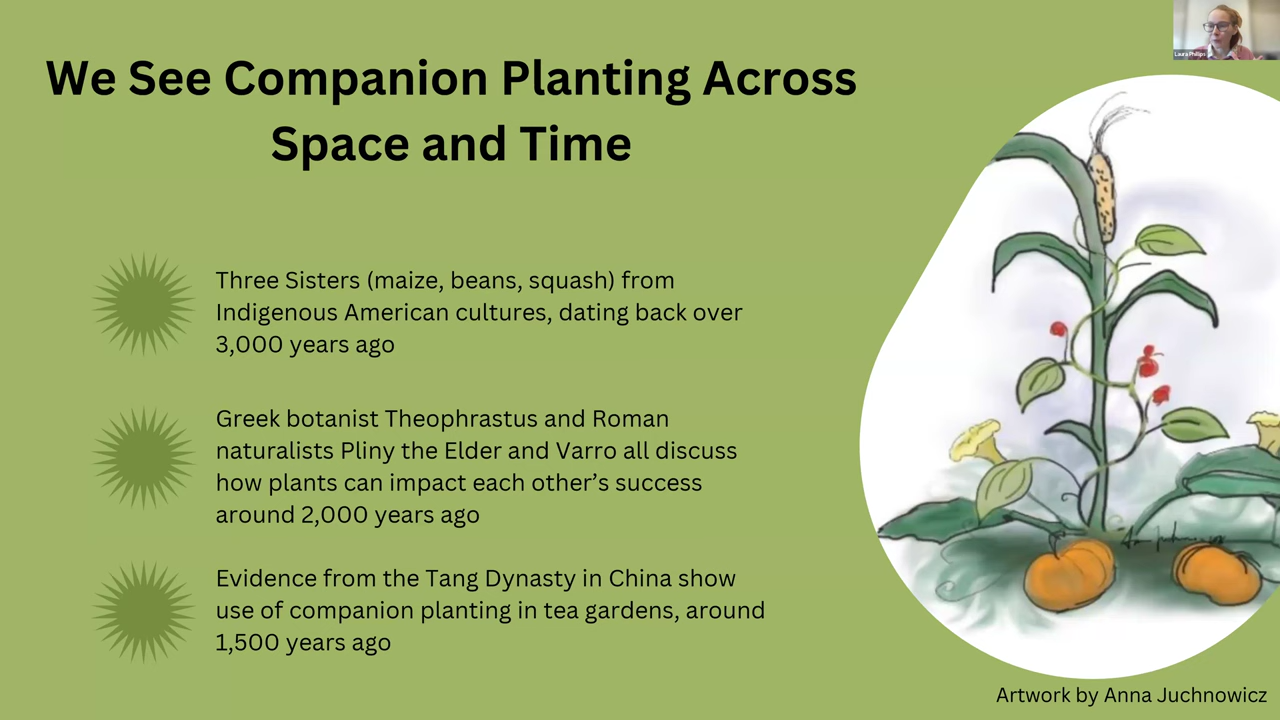 We See Companion Planting Across
Space and Time
Three Sisters (maize, beans, squash) from
Indigenous American cultures, dating back over
3,000 years ago
Greek botanist Theophrastus and Roman
naturalists Pliny the Elder and Varro all discuss
how plants can impact each other’s success
around 2,000 years ago
Evidence from the Tang Dynasty in China show
use of companion planting in tea gardens, around
1,500 years ago
Artwork by Anna Juchnowicz
Laura Phillips